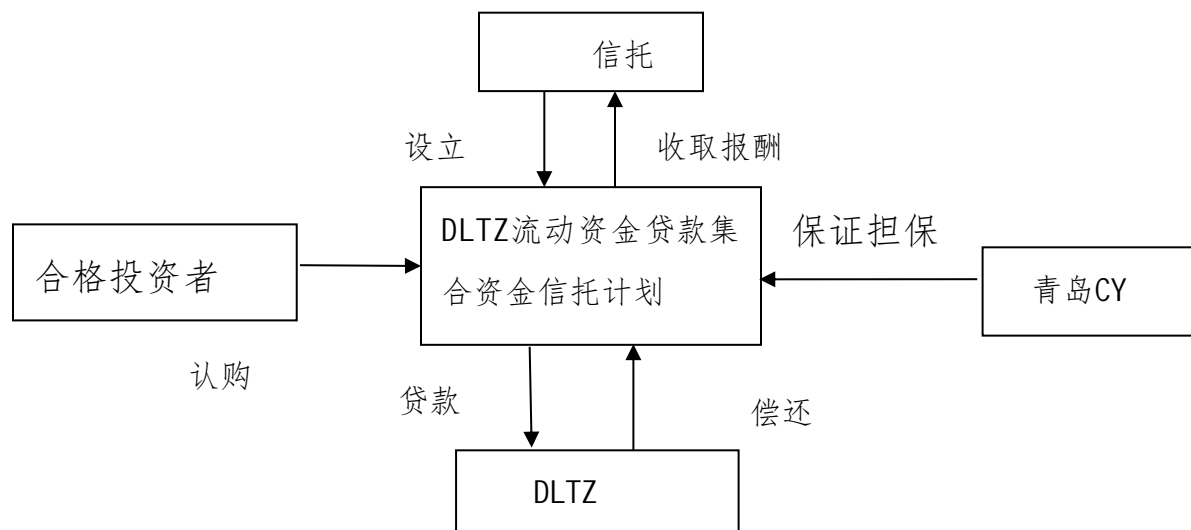 信托
设立
收取报酬
DLTZ流动资金贷款集
合资金信托计划
保证担保
合格投资者
青岛CY
认购
贷款
偿还
DLTZ